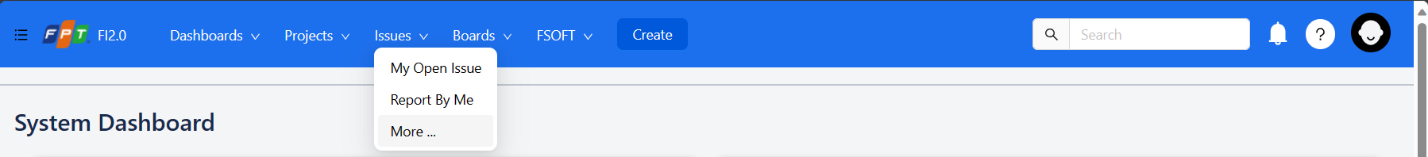 FPT FI2.0 Dashboards Projects Issues Boards FSOFT Create Search ?
My Open Issue
Report By Me
More ...
System Dashboard